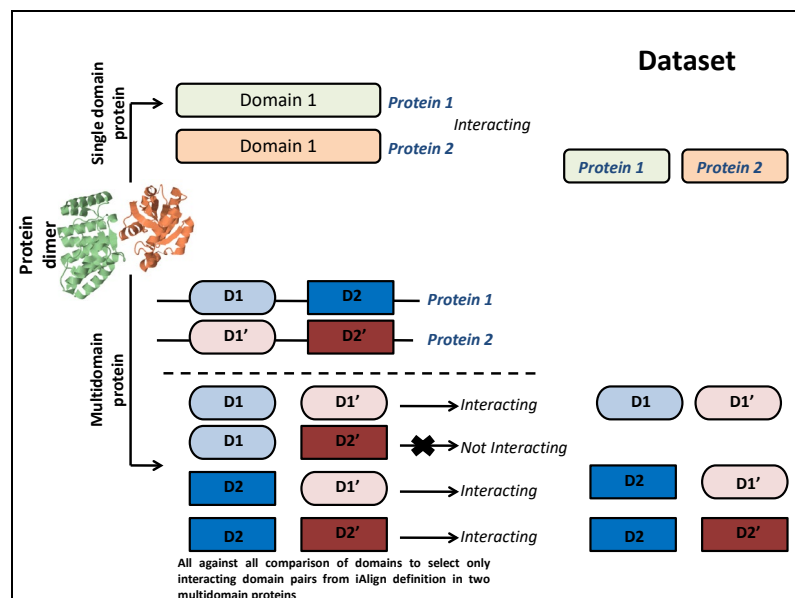 Dataset
Single domain
protein
Domain 1
Protein 1
Interacting
Domain 1
Protein 2
Protein 1
Protein 2
Protein
dimer
D1
D2
Protein 1
D1’
D2’
Protein 2
Multidomain
protein
D1
D1’
Interacting
D1
D1’
D1
D2’
Not Interacting
D2
D1’
Interacting
D2
D1’
D2
D2’
Interacting
D2
D2’
All against all comparison of domains to select only
interacting domain pairs from iAlign definition in two
multidomain proteins